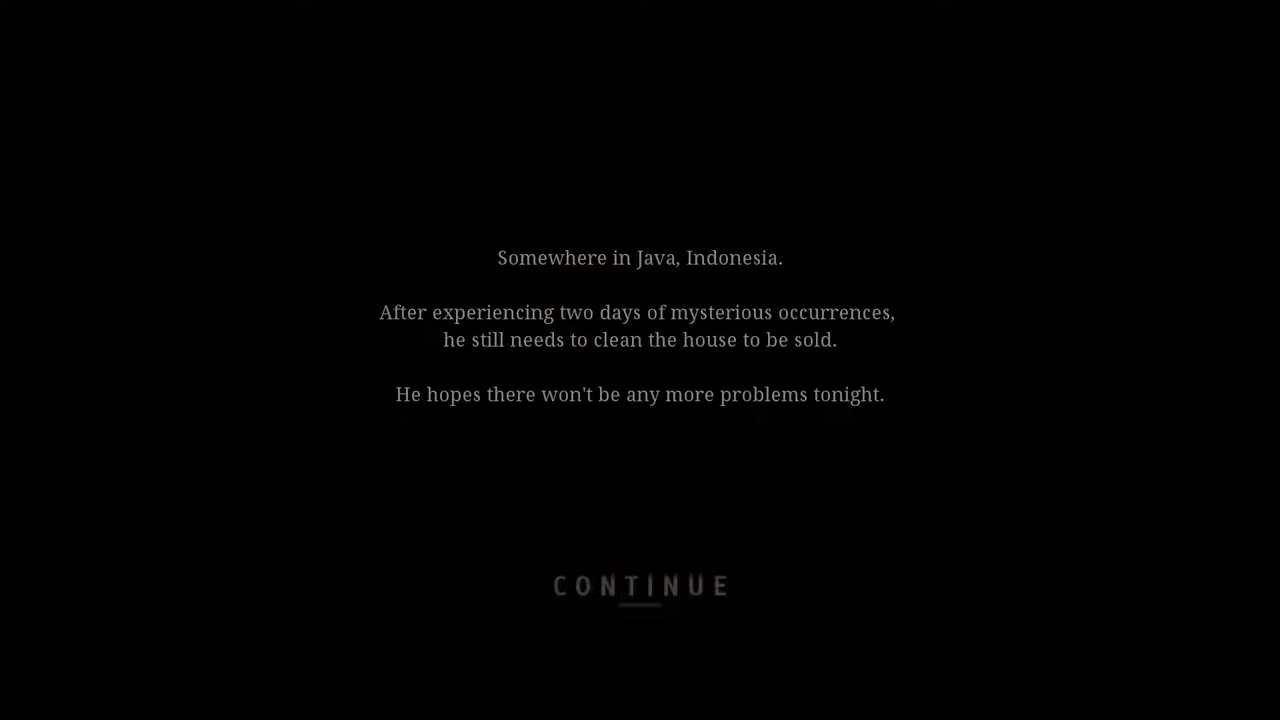 Somewhere in Java, Indonesia.
After experiencing two days of mysterious occurrences,
he still needs to clean the house to be sold.
He hopes there won't be any more problems tonight.
CONTINUE